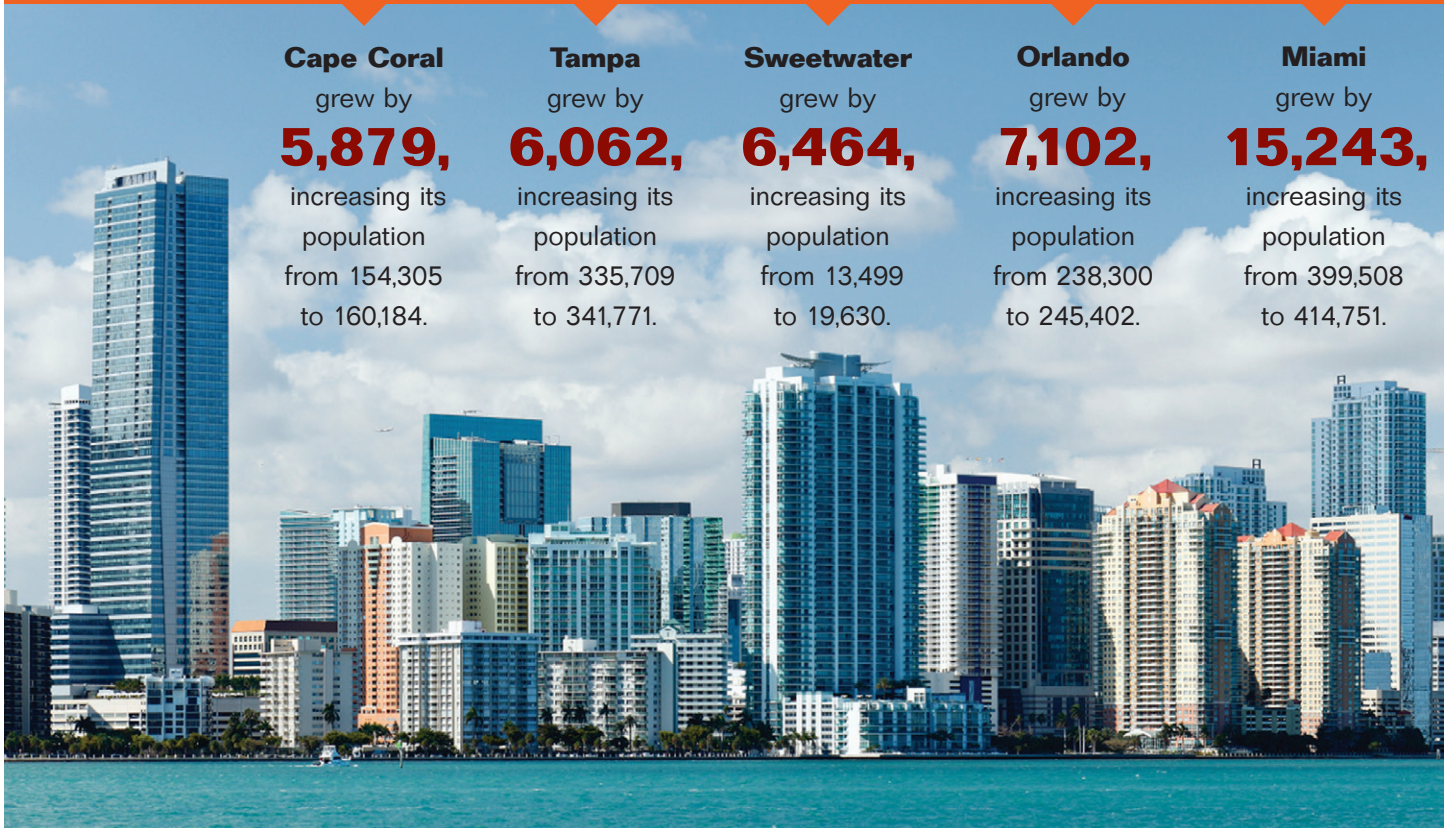 Cape Coral
grew by
5,879,
increasing its
population
from 154,305
to 160,184.
Tampa
grew by
6,062,
increasing its
population
from 335,709
to 341,771.
Sweetwater
grew by
6,464,
increasing its
population
from 13,499
to 19,630.
Orlando
grew by
7,102,
increasing its
population
from 238,300
to 245,402.
Miami
grew by
15,243,
increasing its
population
from 399,508
to 414,751.